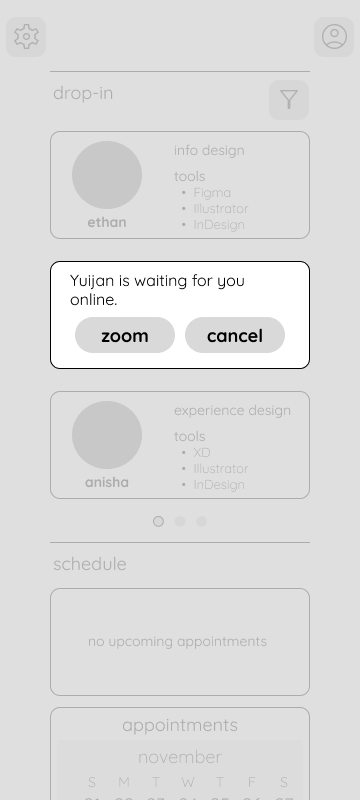 drop-in
info design
tools
• Figma
• Illustrator
• InDesign
ethan
Yuijan is waiting for you
online.
zoom cancel
experience design
tools
• XD
• Illustrator
• InDesign
anisha
schedule
no upcoming appointments
appointments
november
S M T W T F S